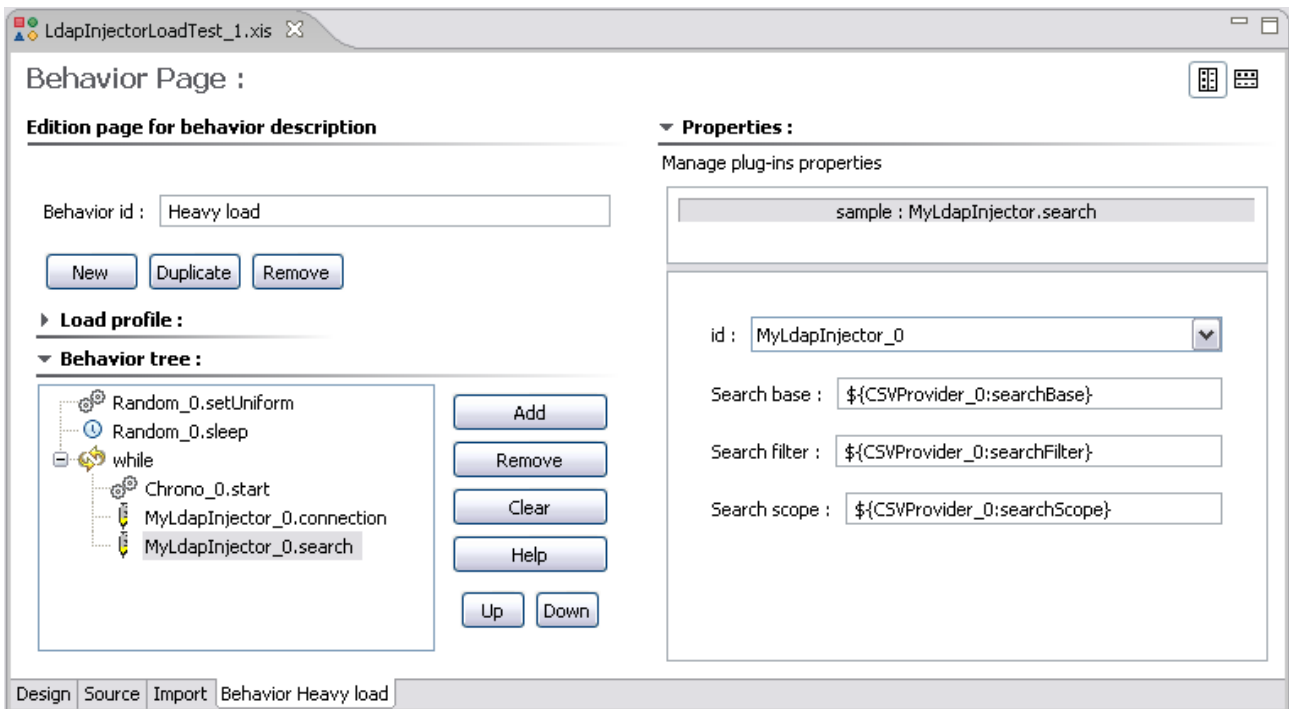 LdapInjectorLoadTest_1.xis
Behavior Page :
Edition page for behavior description
Behavior id : Heavy load
New Duplicate Remove
Load profile :
Behavior tree :
Random_0.setUniform
Random_0.sleep
while
Chrono_0.start
MyLdapInjector_0.connection
MyLdapInjector_0.search
Add
Remove
Clear
Help
Up Down
Properties :
Manage plug-ins properties
sample : MyLdapInjector.search
id : MyLdapInjector_0
Search base : ${CSVProvider_0:searchBase}
Search filter : ${CSVProvider_0:searchFilter}
Search scope : ${CSVProvider_0:searchScope}
Design Source Import Behavior Heavy load